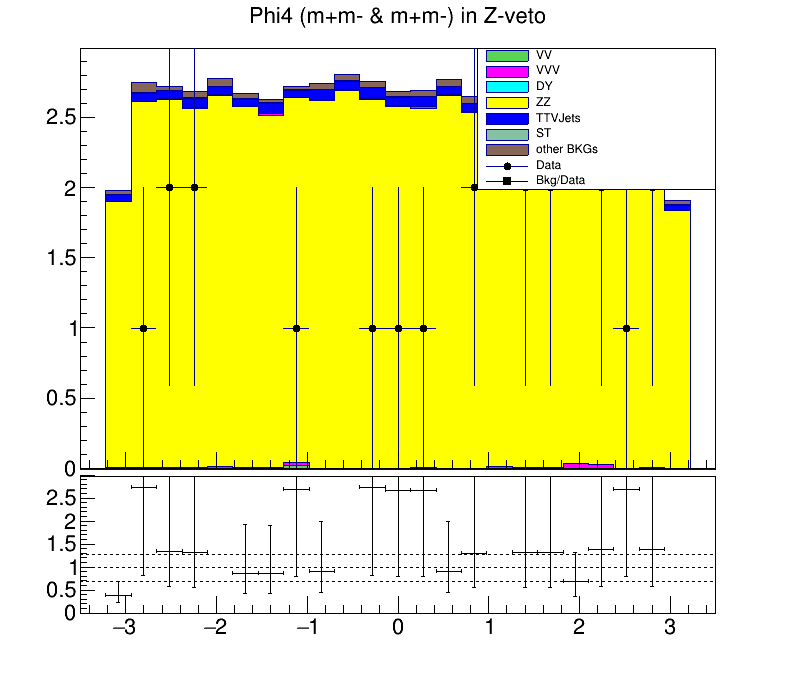 Phi4 (m+m- & m+m-) in Z-veto
VV
VVV
DY
ZZ
TTVJets
ST
other BKGs
Data
Bkg/Data
2.5
2
1.5
1
0.5
0
2.5
2
1.5
1
0.5
0
−3 −2 −1 0 1 2 3